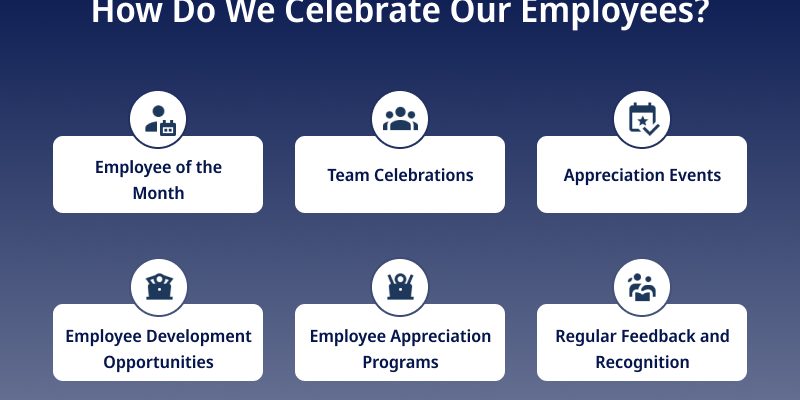 How Do We Celebrate Our Employees?
Employee of the
Month
Team Celebrations
Appreciation Events
Employee Development
Opportunities
Employee Appreciation
Programs
Regular Feedback and
Recognition